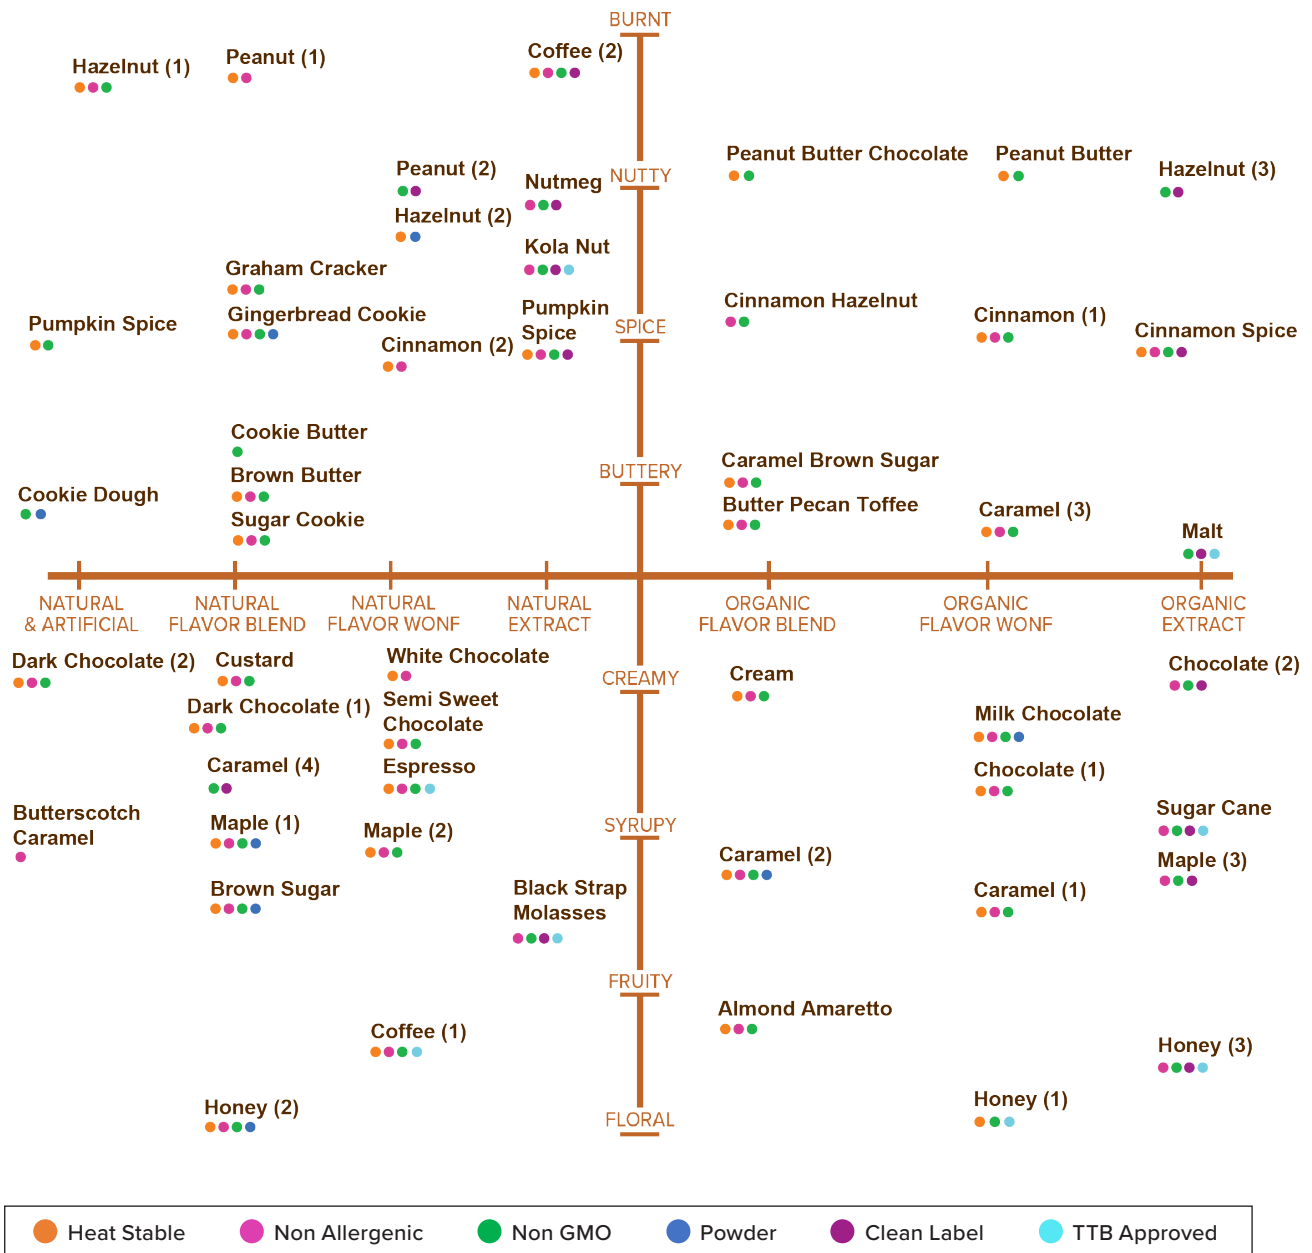 BURNT
Hazelnut (1)
Peanut (1)
Coffee (2)
Peanut (2)
Nutmeg
NUTTY
Peanut Butter Chocolate
Peanut Butter
Hazelnut (3)
Hazelnut (2)
Kola Nut
Graham Cracker
Gingerbread Cookie
Pumpkin Spice
Cinnamon (2)
Pumpkin
Spice
SPICE
Cinnamon Hazelnut
Cinnamon (1)
Cinnamon Spice
Cookie Butter
Brown Butter
Cookie Dough
Sugar Cookie
BUTTERY
Caramel Brown Sugar
Butter Pecan Toffee
Caramel (3)
Malt
NATURAL
& ARTIFICIAL
NATURAL
FLAVOR BLEND
NATURAL
FLAVOR WONF
NATURAL
EXTRACT
ORGANIC
FLAVOR BLEND
ORGANIC
FLAVOR WONF
ORGANIC
EXTRACT
Dark Chocolate (2)
Custard
White Chocolate
CREAMY
Cream
Chocolate (2)
Dark Chocolate (1)
Semi Sweet
Chocolate
Milk Chocolate
Caramel (4)
Espresso
Chocolate (1)
Butterscotch
Caramel
Maple (1)
Maple (2)
SYRUPY
Caramel (2)
Sugar Cane
Maple (3)
Brown Sugar
Black Strap
Molasses
Caramel (1)
FRUITY
Almond Amaretto
Coffee (1)
Honey (3)
Honey (2)
FLORAL
Honey (1)
Heat Stable
Non Allergenic
Non GMO
Powder
Clean Label
TTB Approved